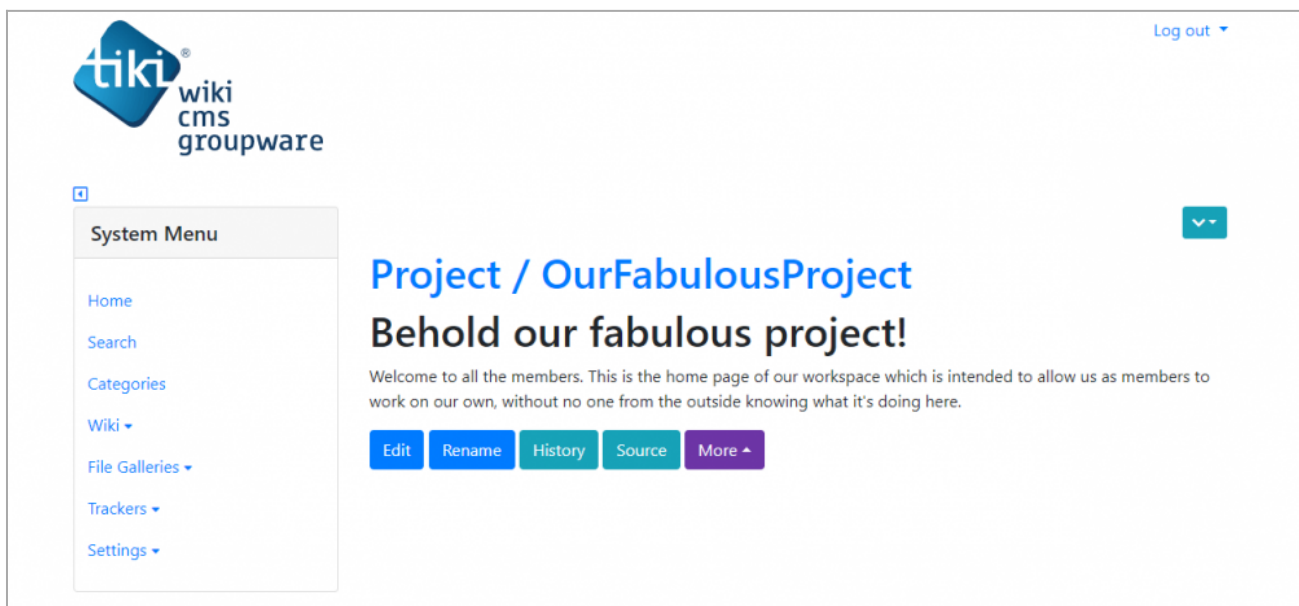 Log out
tiki®
wiki
cms
groupware
System Menu
Home
Search
Categories
Wiki
File Galleries
Trackers
Settings
Project / OurFabulousProject
Behold our fabulous project!
Welcome to all the members. This is the home page of our workspace which is intended to allow us as members to
work on our own, without no one from the outside knowing what it's doing here.
Edit Rename History Source More